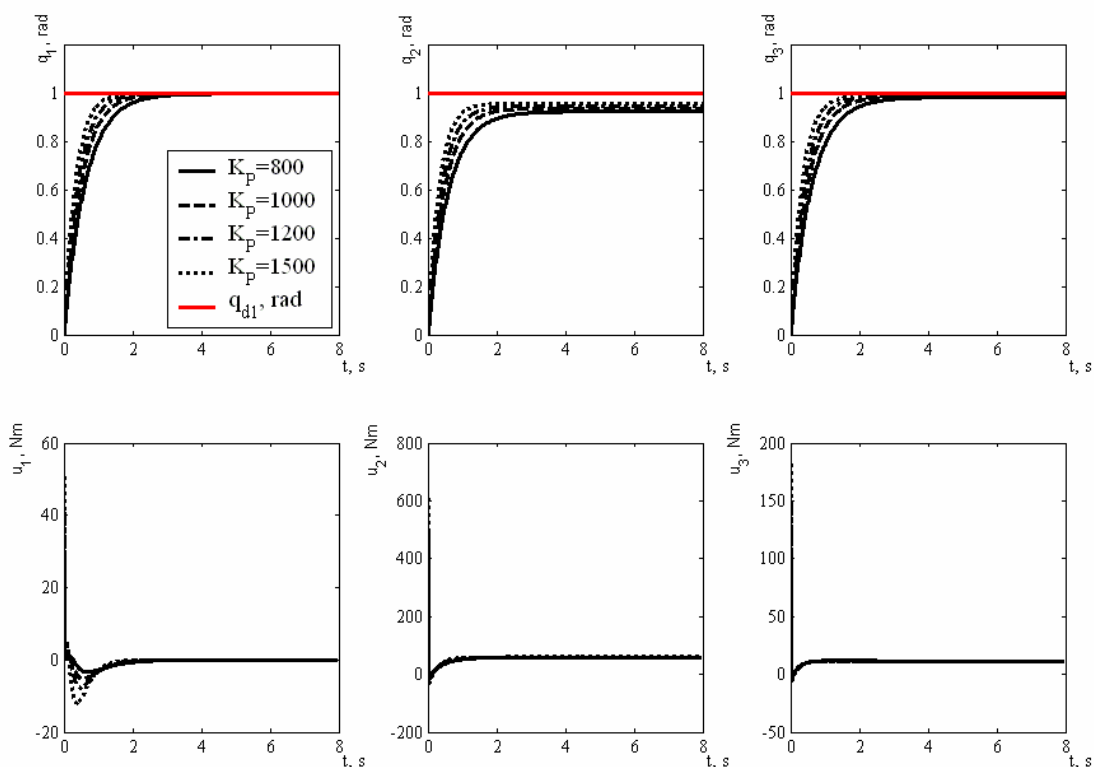 q1, rad
1
0.8
0.6
0.4
0.2
0
0 2 4 6 8
t, s
KP=800
KP=1000
KP=1200
KP=1500
qd1, rad
q2, rad
1
0.8
0.6
0.4
0.2
0
0 2 4 6 8
t, s
q3, rad
1
0.8
0.6
0.4
0.2
0
0 2 4 6 8
t, s
u1, Nm
60
40
20
0
-20
0 2 4 6 8
t, s
u2, Nm
800
600
400
200
0
-200
0 2 4 6 8
t, s
u3, Nm
200
150
100
50
0
-50
0 2 4 6 8
t, s